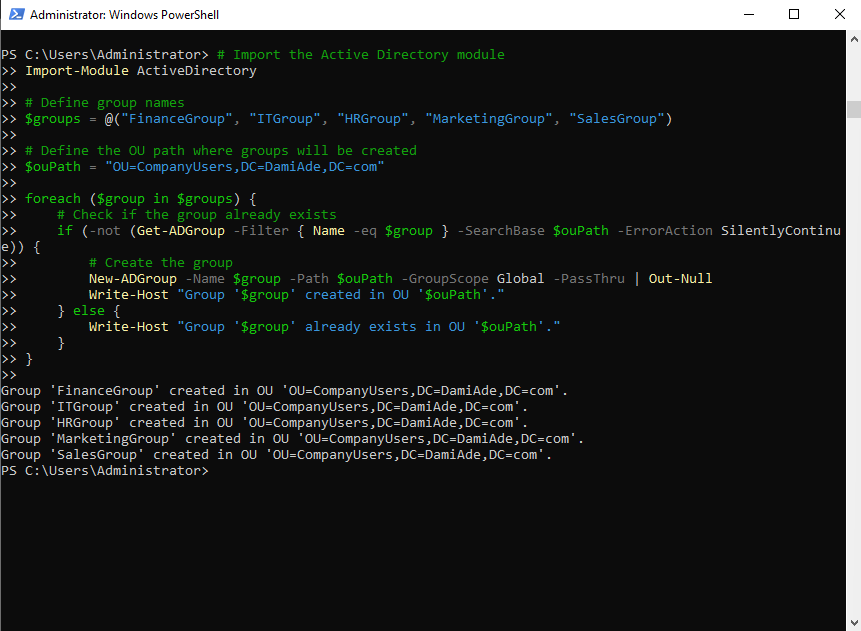 Administrator: Windows PowerShell
PS C:\Users\Administrator> # Import the Active Directory module
>> Import-Module ActiveDirectory
>>
>> # Define group names
>> $groups = @("FinanceGroup", "ITGroup", "HRGroup", "MarketingGroup", "SalesGroup")
>>
>> # Define the OU path where groups will be created
>> $ouPath = "OU=CompanyUsers,DC=DamiAde,DC=com"
>>
>> foreach ($group in $groups) {
>>     # Check if the group already exists
>>     if (-not (Get-ADGroup -Filter { Name -eq $group } -SearchBase $ouPath -ErrorAction SilentlyContinu
e)) {
>>         # Create the group
>>         New-ADGroup -Name $group -Path $ouPath -GroupScope Global -PassThru | Out-Null
>>         Write-Host "Group '$group' created in OU '$ouPath'."
>>     } else {
>>         Write-Host "Group '$group' already exists in OU '$ouPath'."
>>     }
>> }
>>
Group 'FinanceGroup' created in OU 'OU=CompanyUsers,DC=DamiAde,DC=com'.
Group 'ITGroup' created in OU 'OU=CompanyUsers,DC=DamiAde,DC=com'.
Group 'HRGroup' created in OU 'OU=CompanyUsers,DC=DamiAde,DC=com'.
Group 'MarketingGroup' created in OU 'OU=CompanyUsers,DC=DamiAde,DC=com'.
Group 'SalesGroup' created in OU 'OU=CompanyUsers,DC=DamiAde,DC=com'.
PS C:\Users\Administrator>